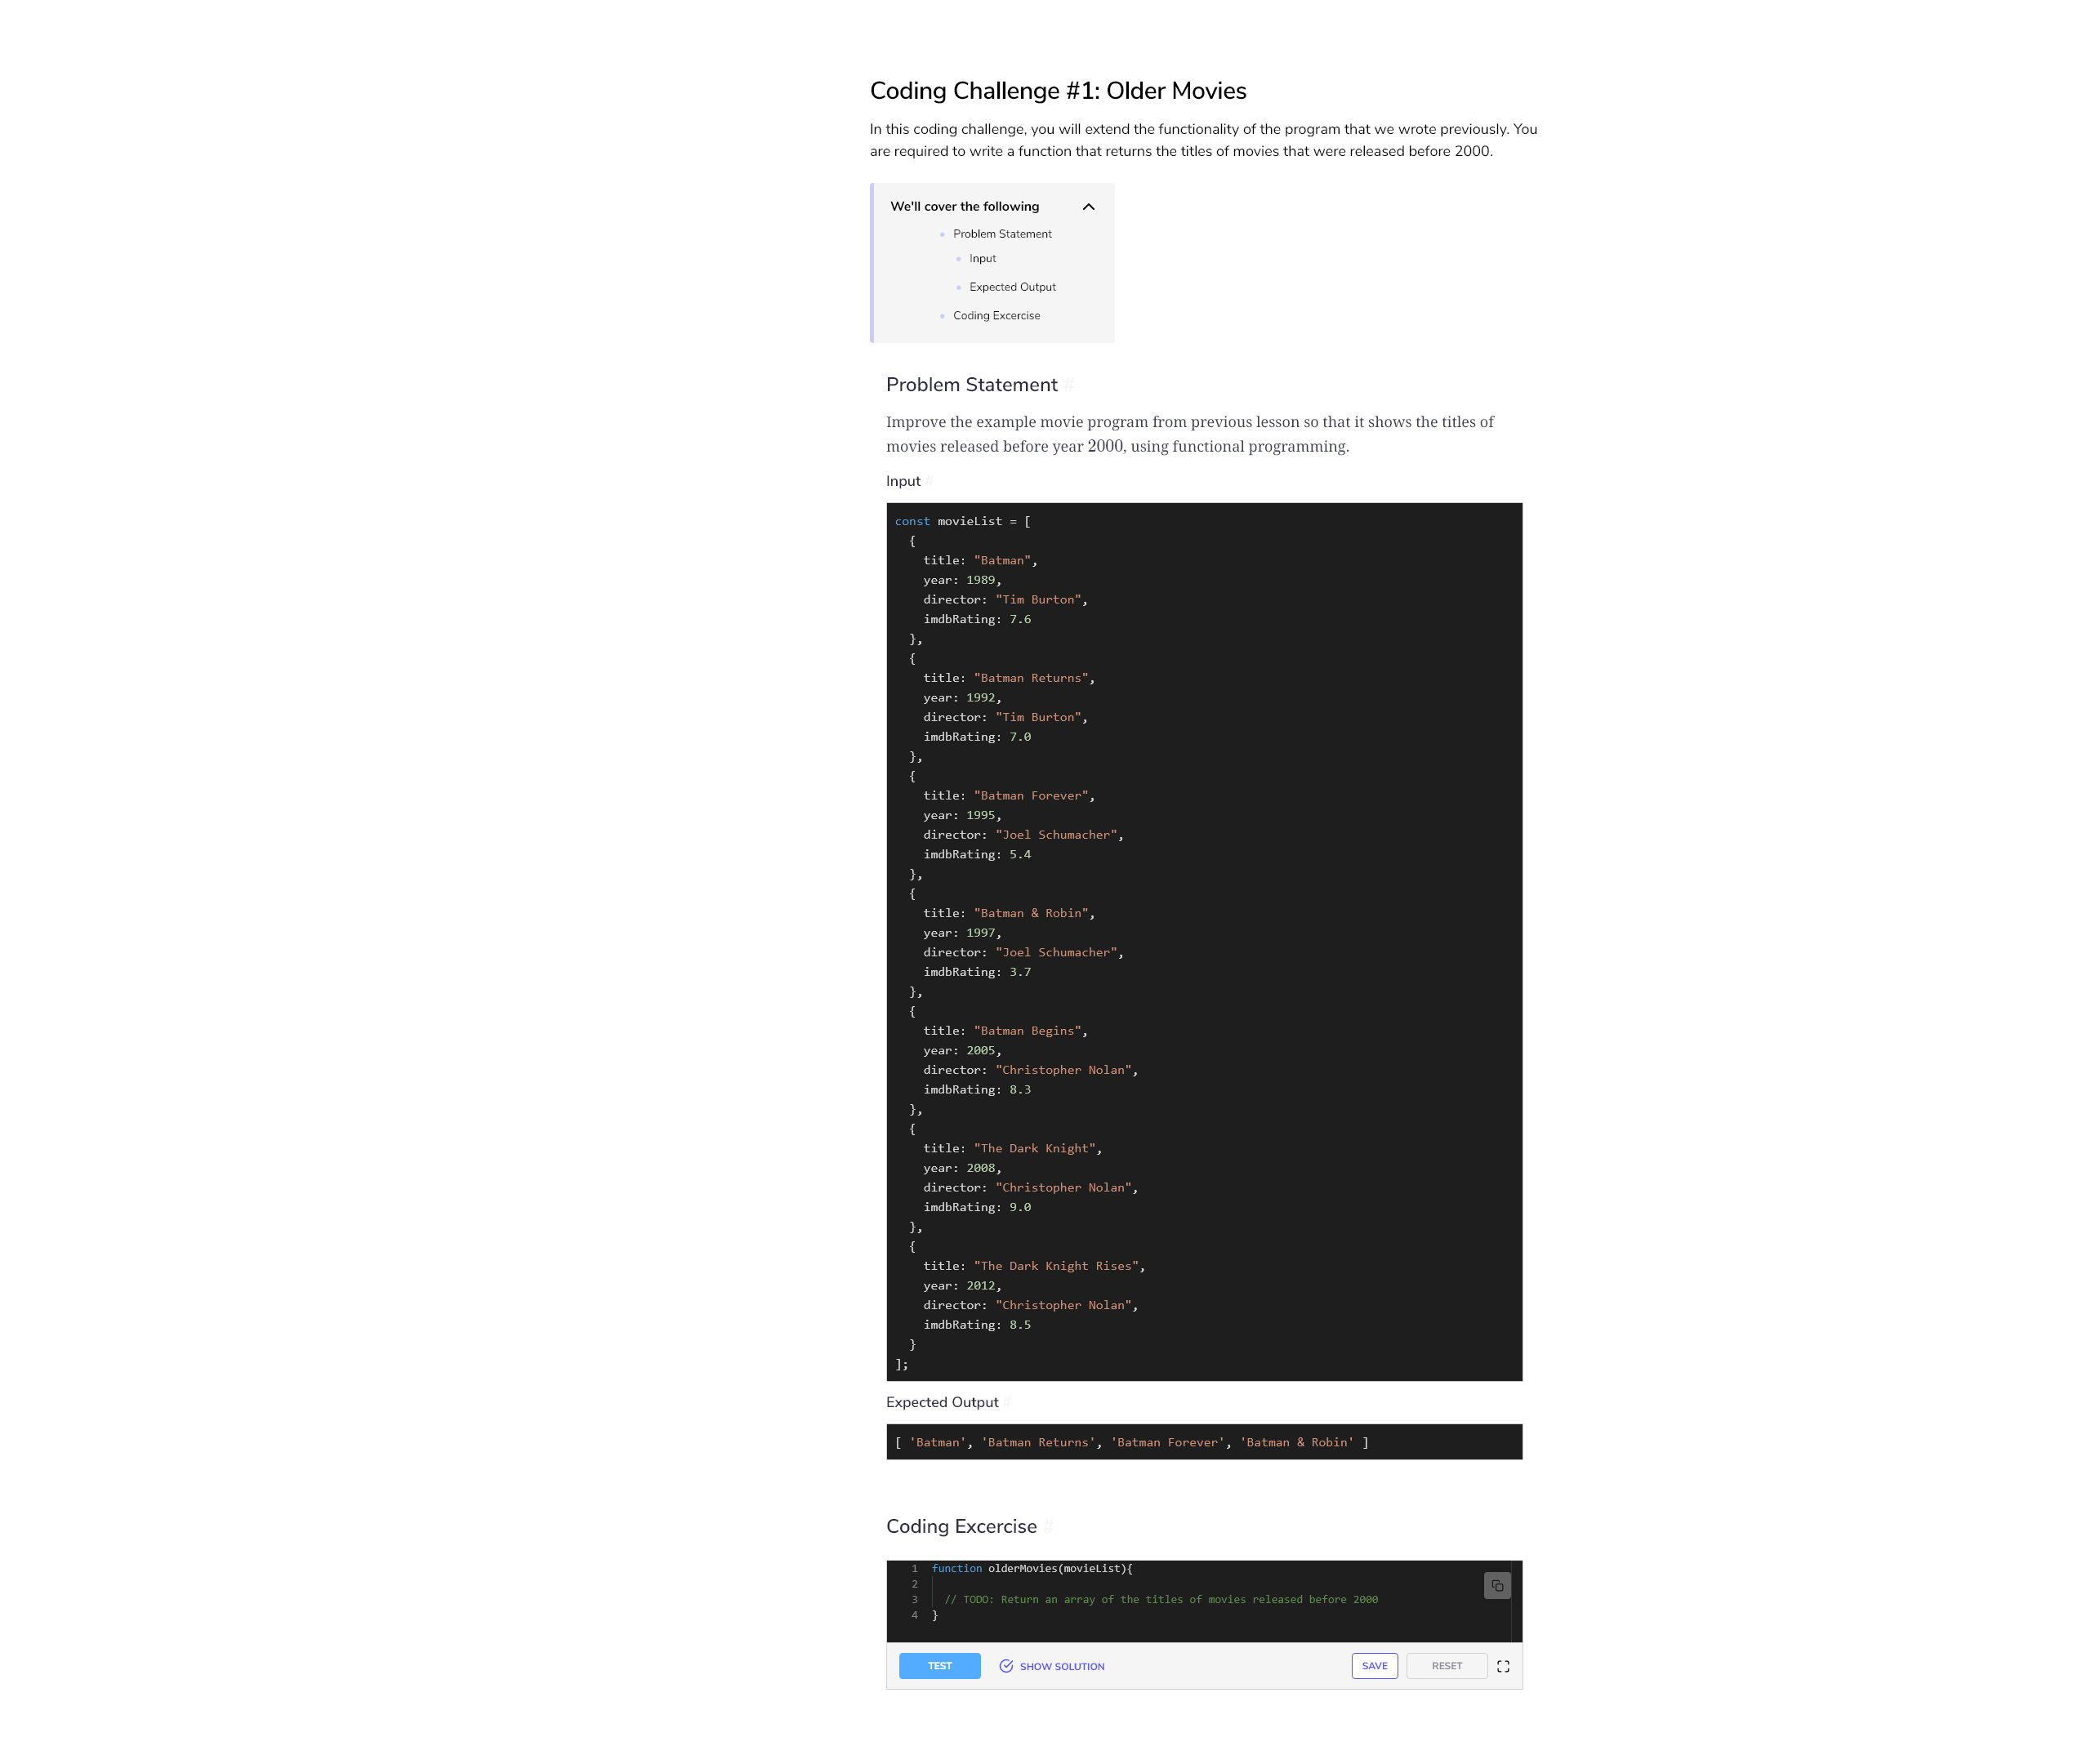 Coding Challenge #1: Older Movies
In this coding challenge, you will extend the functionality of the program that we wrote previously. You
are required to write a function that returns the titles of movies that were released before 2000.
We'll cover the following
Problem Statement
Input
Expected Output
Coding Excercise
Problem Statement #
Improve the example movie program from previous lesson so that it shows the titles of
movies released before year 2000, using functional programming.
Input #
const movieList = [
  {
    title: "Batman",
    year: 1989,
    director: "Tim Burton",
    imdbRating: 7.6
  },
  {
    title: "Batman Returns",
    year: 1992,
    director: "Tim Burton",
    imdbRating: 7.0
  },
  {
    title: "Batman Forever",
    year: 1995,
    director: "Joel Schumacher",
    imdbRating: 5.4
  },
  {
    title: "Batman & Robin",
    year: 1997,
    director: "Joel Schumacher",
    imdbRating: 3.7
  },
  {
    title: "Batman Begins",
    year: 2005,
    director: "Christopher Nolan",
    imdbRating: 8.3
  },
  {
    title: "The Dark Knight",
    year: 2008,
    director: "Christopher Nolan",
    imdbRating: 9.0
  },
  {
    title: "The Dark Knight Rises",
    year: 2012,
    director: "Christopher Nolan",
    imdbRating: 8.5
  }
];
Expected Output #
[ 'Batman', 'Batman Returns', 'Batman Forever', 'Batman & Robin' ]
Coding Excercise #
1 function olderMovies(movieList){
2
3   // TODO: Return an array of the titles of movies released before 2000
4 }
TEST SHOW SOLUTION SAVE RESET